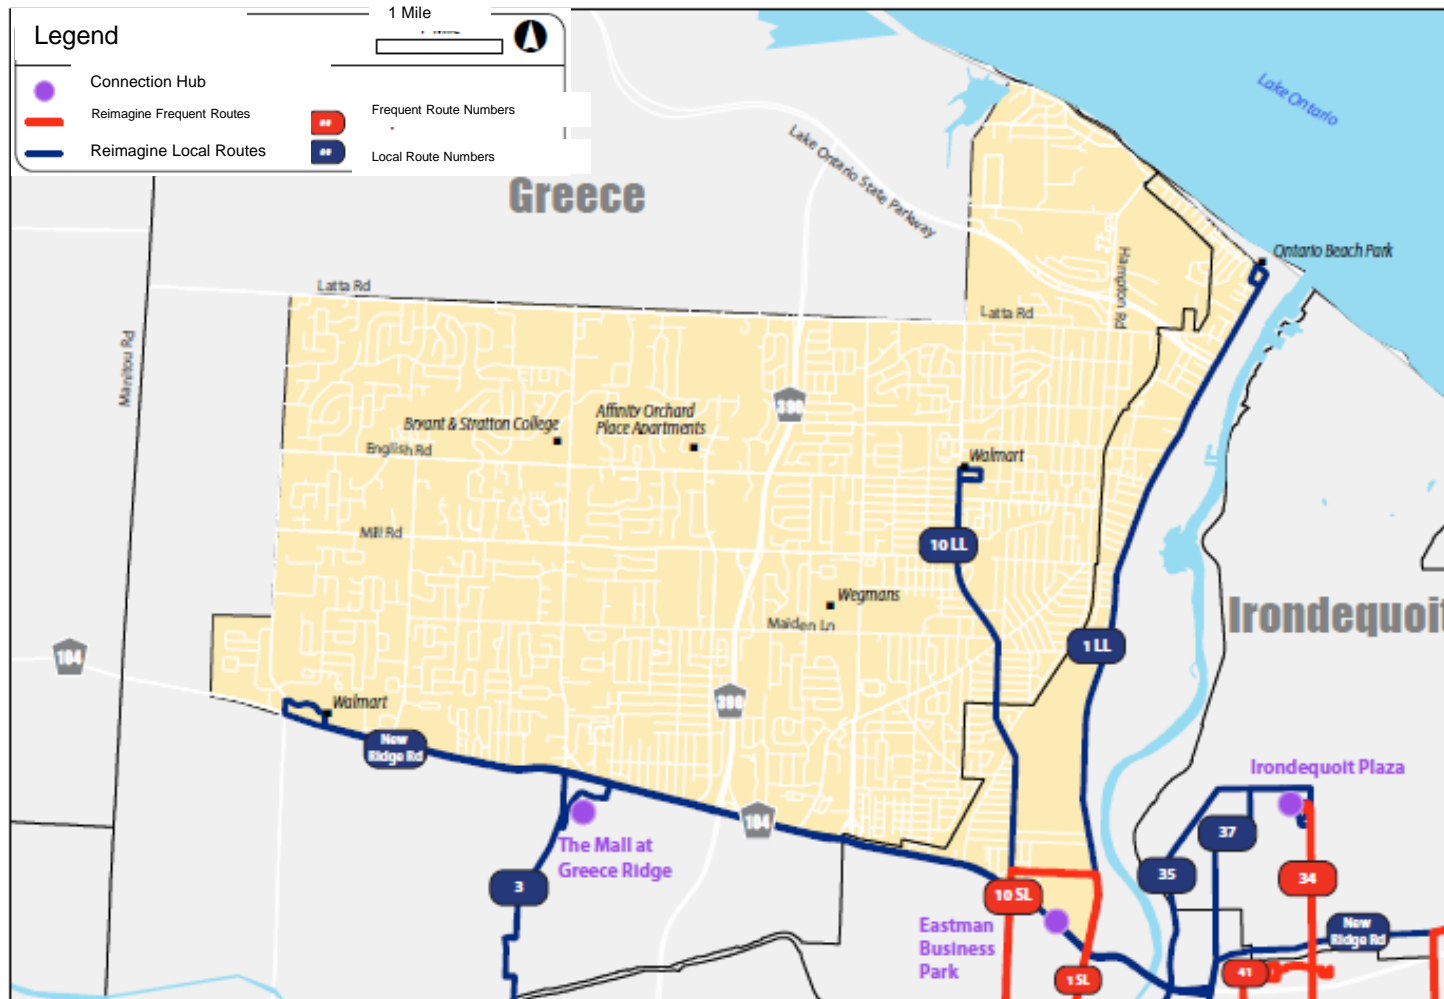 1 Mile
Legend
Connection Hub
Reimagine Frequent Routes
##
Frequent Route Numbers
Reimagine Local Routes
##
Local Route Numbers
Lake Ontario
Lake Ontario State Parkway
Greece
Ontario Beach Park
Hampton Rd
Latta Rd
Latta Rd
Manitou Rd
390
Bryant & Stratton College
Affinity Orchard
Place Apartments
English Rd
Walmart
Mill Rd
10 LL
Wegmans
Maiden Ln
Irondequoit
1 LL
104
390
Walmart
New
Ridge Rd
Irondequoit Plaza
104
The Mall at
Greece Ridge
37
3
35
34
10 SL
Eastman
Business
Park
New
Ridge Rd
1 SL
41